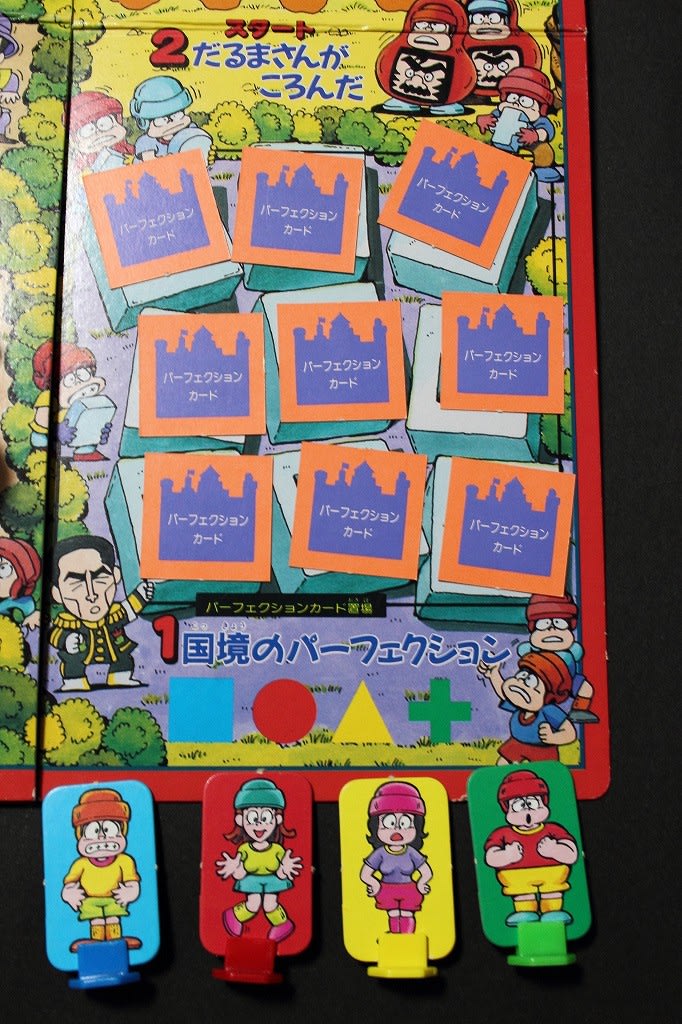 スタート
2 だるまさんが
ころんだ
パーフェクション
カード
パーフェクション
カード
パーフェクション
カード
パーフェクション
カード
パーフェクション
カード
パーフェクション
カード
パーフェクション
カード
パーフェクション
カード
パーフェクション
カード
パーフェクションカード置場
1 国境のパーフェクション